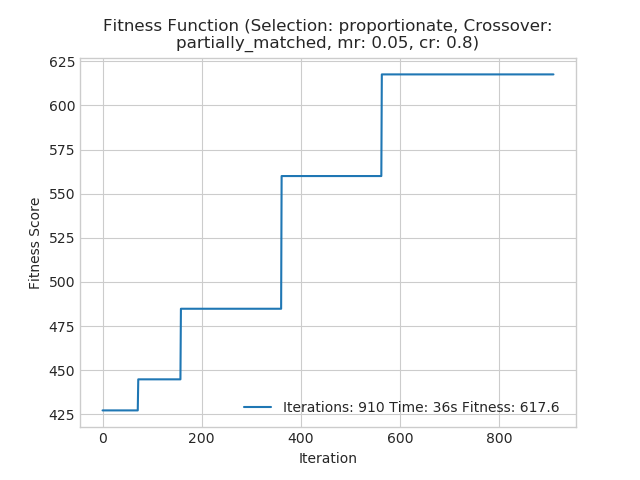 Fitness Function (Selection: proportionate, Crossover:
partially_matched, mr: 0.05, cr: 0.8)
625
600
575
550
525
500
475
450
425
Fitness Score
Iterations: 910 Time: 36s Fitness: 617.6
0 200 400 600 800
Iteration